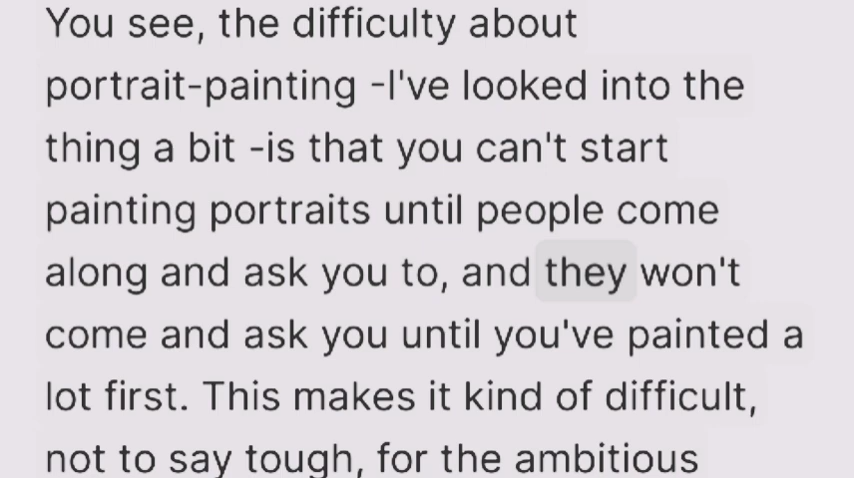 You see, the difficulty about
portrait-painting -I've looked into the
thing a bit -is that you can't start
painting portraits until people come
along and ask you to, and they won't
come and ask you until you've painted a
lot first. This makes it kind of difficult,
not to say tough, for the ambitious